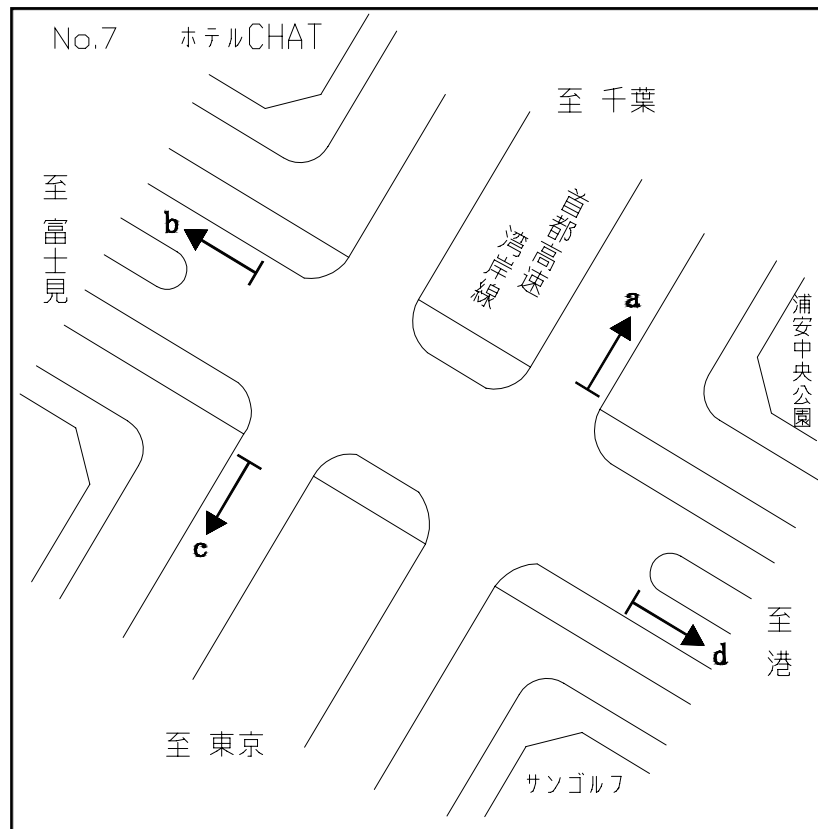 No.7 ホテルCHAT
至 千葉
至 富士見
b
首都高速
湾岸線
a
浦安中央公園
c
至 港
d
至 東京
サンゴルフ